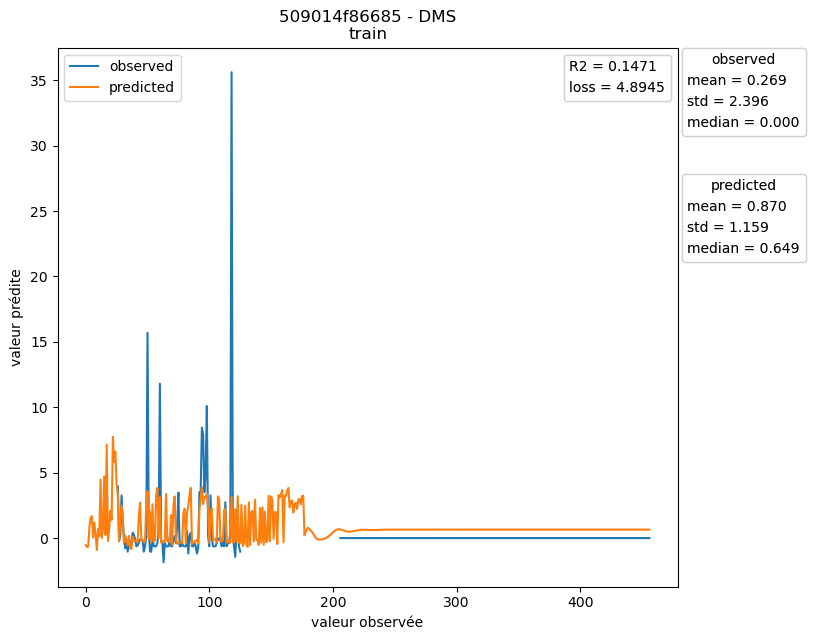 509014f86685 - DMS
train
observed
predicted
R2 = 0.1471
loss = 4.8945
observed
mean = 0.269
std = 2.396
median = 0.000
predicted
mean = 0.870
std = 1.159
median = 0.649
valeur prédite
35
30
25
20
15
10
5
0
0 100 200 300 400
valeur observée